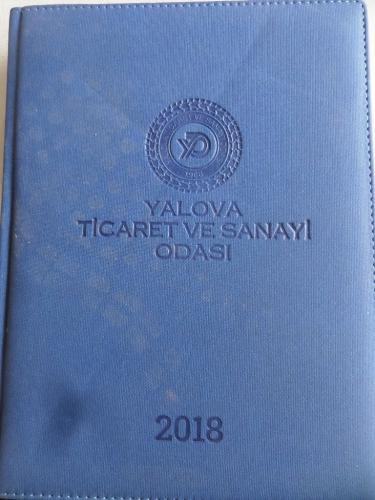 YALOVA
TİCARET VE SANAYİ
ODASI
2018